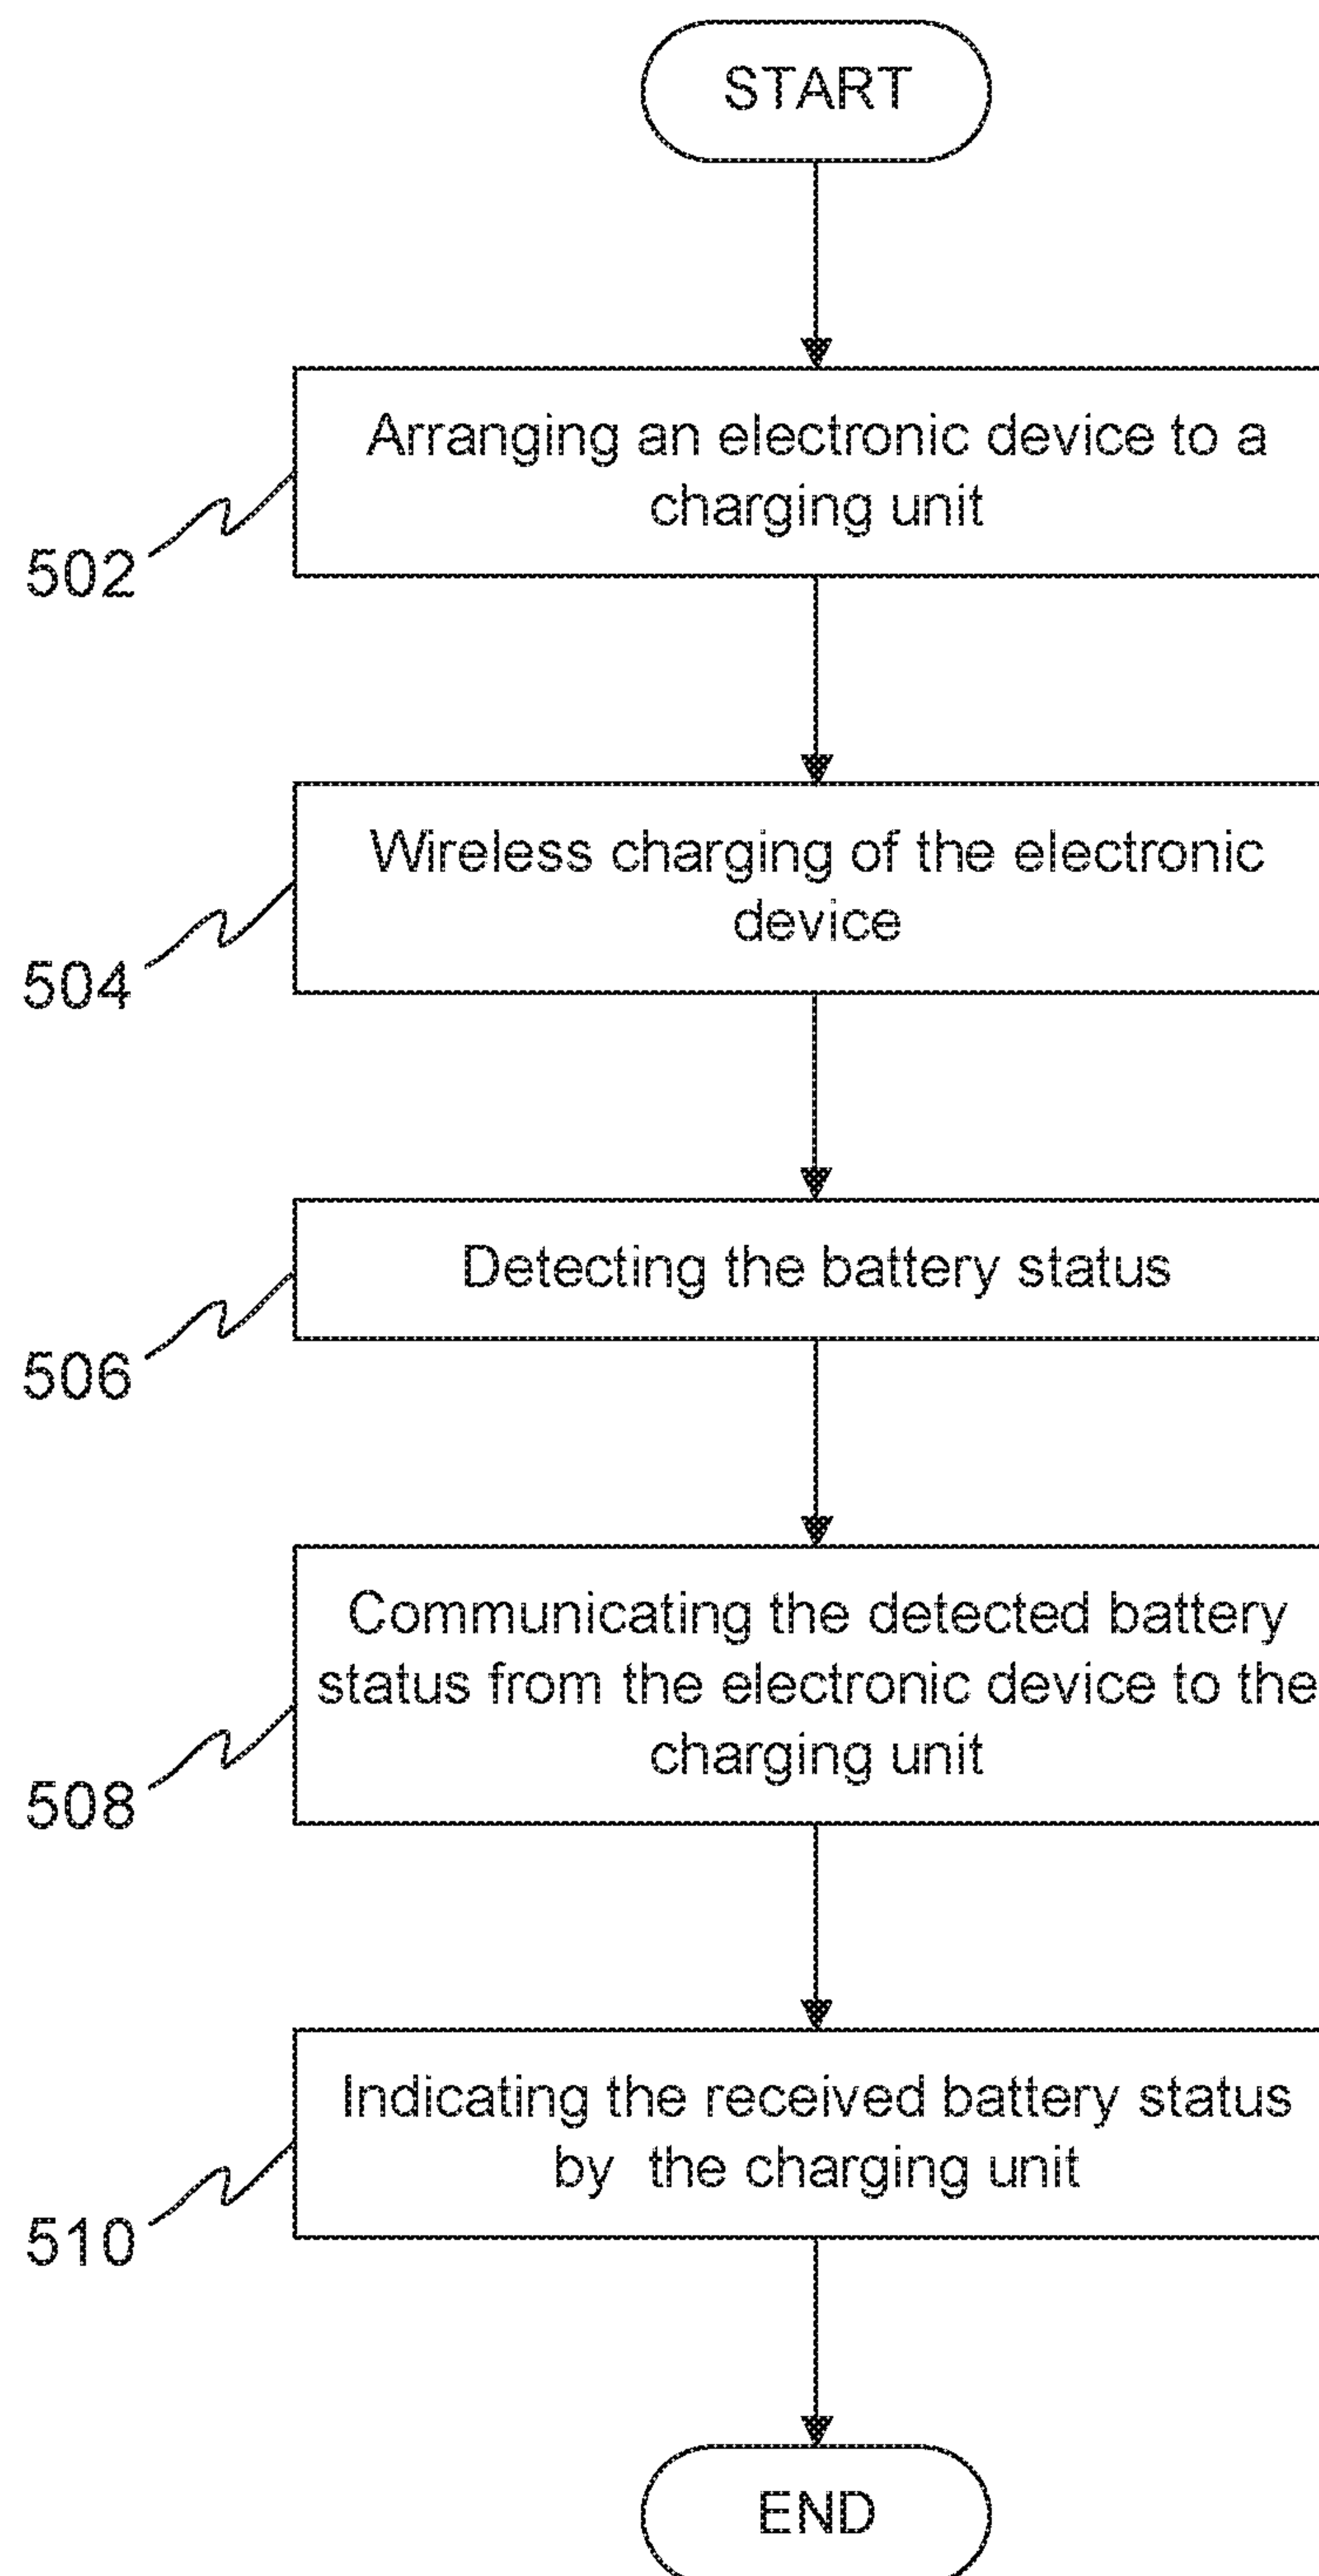 START
Arranging an electronic device to a
charging unit
502
Wireless charging of the electronic
device
504
Detecting the battery status
506
Communicating the detected battery
status from the electronic device to the
charging unit
508
Indicating the received battery status
by the charging unit
510
END